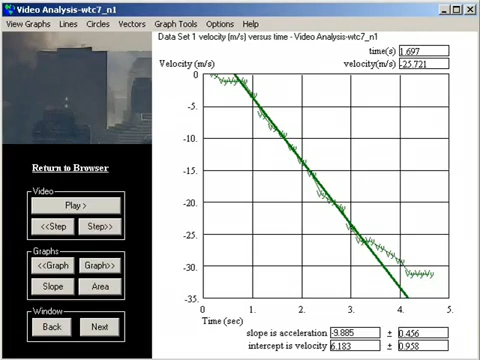 Video Analysis-wtc7_n1
View Graphs Lines Circles Vectors Graph Tools Options Help
Data Set 1 velocity (m/s) versus time - Video Analysis-wtc7_n1
time(s) 1.697
Velocity (m/s) velocity(m/s) -25.721
0
-5.
-10.
-15.
-20.
-25.
-30.
-35.
0 1. 2. 3. 4. 5.
Time (sec)
slope is acceleration -9.885 ± 0.456
intercept is velocity 6.183 ± 0.958
Return to Browser
Video
Play >
<<Step Step>>
Graphs
<<Graph Graph>>
Slope Area
Window
Back Next